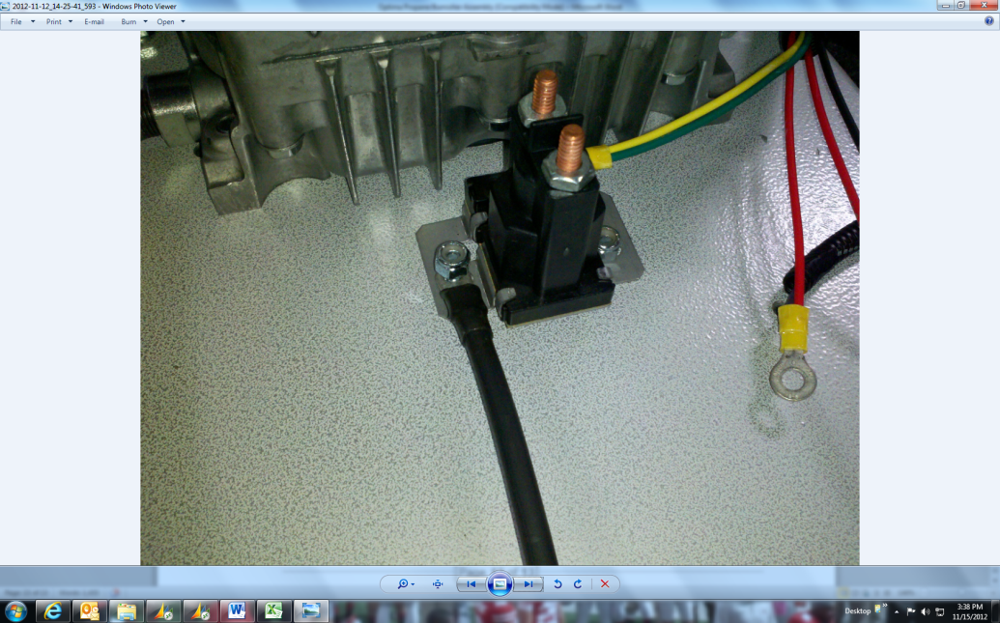 2012-11-12_14-25-41_593 - Windows Photo Viewer
File Print E-mail Burn Open
Desktop
3:38 PM
11/15/2012